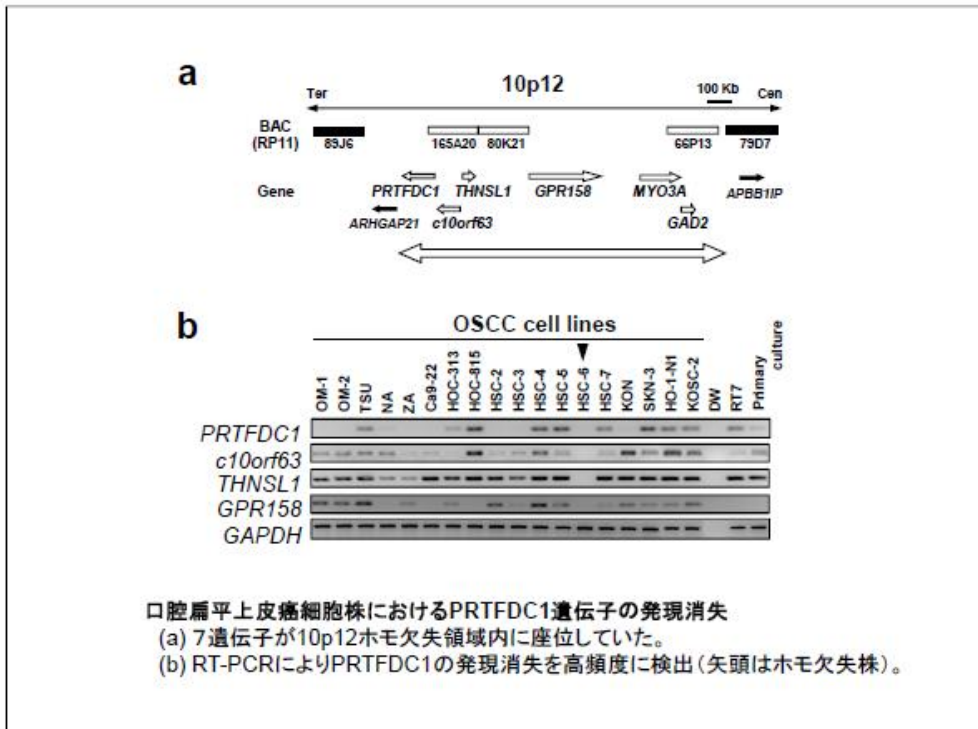 a
10p12
100 Kb
Ter
Cen
BAC
(RP11)
89J6
165A20
80K21
66P13
79D7
Gene
PRTFDC1
THNSL1
GPR158
MYO3A
APBB1IP
ARHGAP21
c10orf63
GAD2
b
OSCC cell lines
OM-1
OM-2
TSU
NA
ZA
Ca9-22
HOC-313
HOC-815
HSC-2
HSC-3
HSC-4
HSC-5
HSC-6
HSC-7
KON
SKN-3
HO-1-N1
KOSC-2
DW
RT7
Primary
culture
PRTFDC1
c10orf63
THNSL1
GPR158
GAPDH
口腔扁平上皮癌細胞株におけるPRTFDC1遺伝子の発現消失
(a) 7遺伝子が10p12ホモ欠失領域内に座位していた。
(b) RT-PCRによりPRTFDC1の発現消失を高頻度に検出(矢頭はホモ欠失株)。